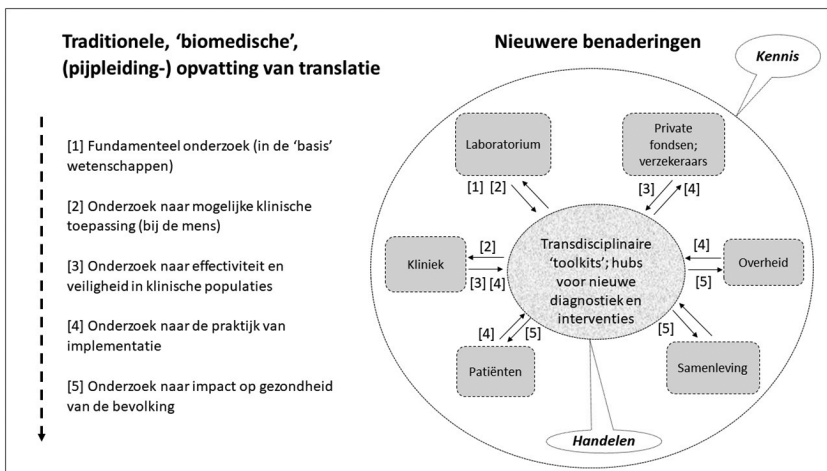 Traditionele, ‘biomedische’,
(pijpleiding-) opvatting van translatie
[1] Fundamenteel onderzoek (in de ‘basis’
wetenschappen)
[2] Onderzoek naar mogelijke klinische
toepassing (bij de mens)
[3] Onderzoek naar effectiviteit en
veiligheid in klinische populaties
[4] Onderzoek naar de praktijk van
implementatie
[5] Onderzoek naar impact op gezondheid
van de bevolking
Nieuwere benaderingen
Kennis
Laboratorium
[1] [2]
Private
fondsen;
verzekeraars
[3] [4]
Kliniek
[2]
[3] [4]
Transdisciplinaire
‘toolkits’; hubs
voor nieuwe
diagnostiek en
interventies
[4]
[5]
Overheid
[4] [5]
Patiënten
[5]
Samenleving
Handelen